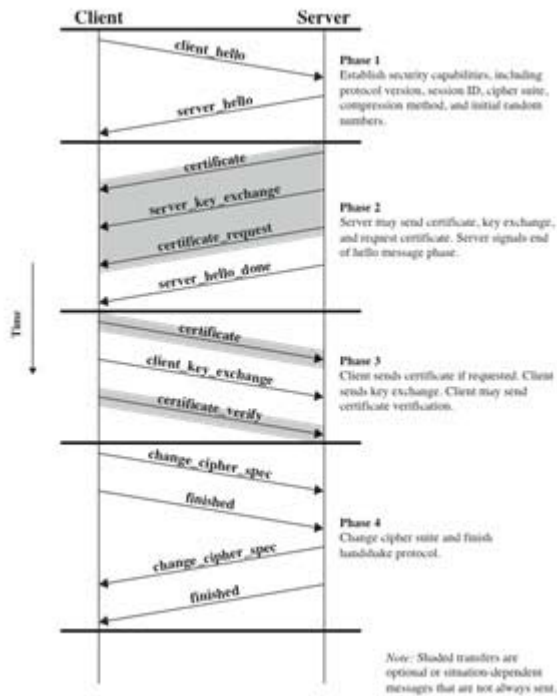 Client Server
client_hello
Phase 1
Establish security capabilities, including
protocol version, session ID, cipher suite,
compression method, and initial random
numbers.
server_hello
certificate
server_key_exchange
Phase 2
Server may send certificate, key exchange,
and request certificate. Server signals end
of hello message phase.
certificate_request
server_hello_done
Time
certificate
client_key_exchange
Phase 3
Client sends certificate if requested. Client
sends key exchange. Client may send
certificate verification.
certificate_verify
change_cipher_spec
finished
Phase 4
Change cipher suite and finish
handshake protocol.
change_cipher_spec
finished
Note: Shaded transfers are
optional or situation-dependent
messages that are not always sent